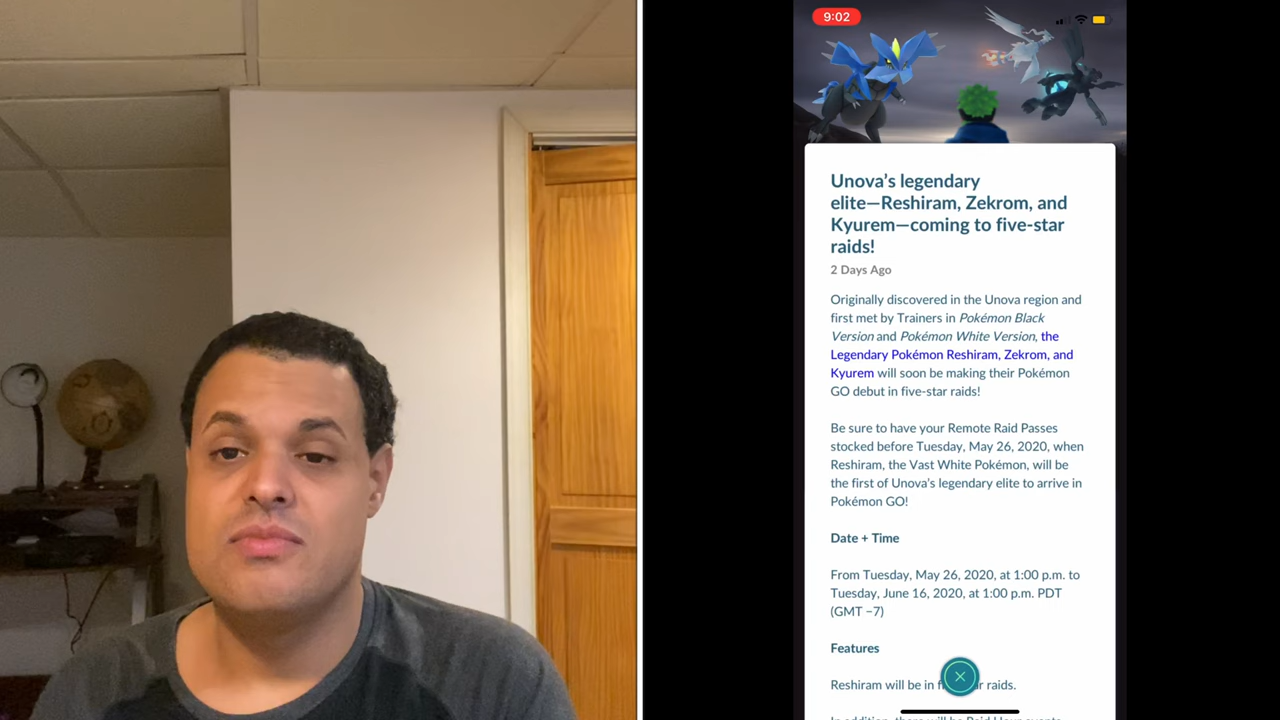 9:02
Unova's legendary
elite—Reshiram, Zekrom, and
Kyurem—coming to five-star
raids!
2 Days Ago
Originally discovered in the Unova region and
first met by Trainers in Pokémon Black
Version and Pokémon White Version, the
Legendary Pokémon Reshiram, Zekrom, and
Kyurem will soon be making their Pokémon
GO debut in five-star raids!
Be sure to have your Remote Raid Passes
stocked before Tuesday, May 26, 2020, when
Reshiram, the Vast White Pokémon, will be
the first of Unova's legendary elite to arrive in
Pokémon GO!
Date + Time
From Tuesday, May 26, 2020, at 1:00 p.m. to
Tuesday, June 16, 2020, at 1:00 p.m. PDT
(GMT −7)
Features
Reshiram will be in raids.